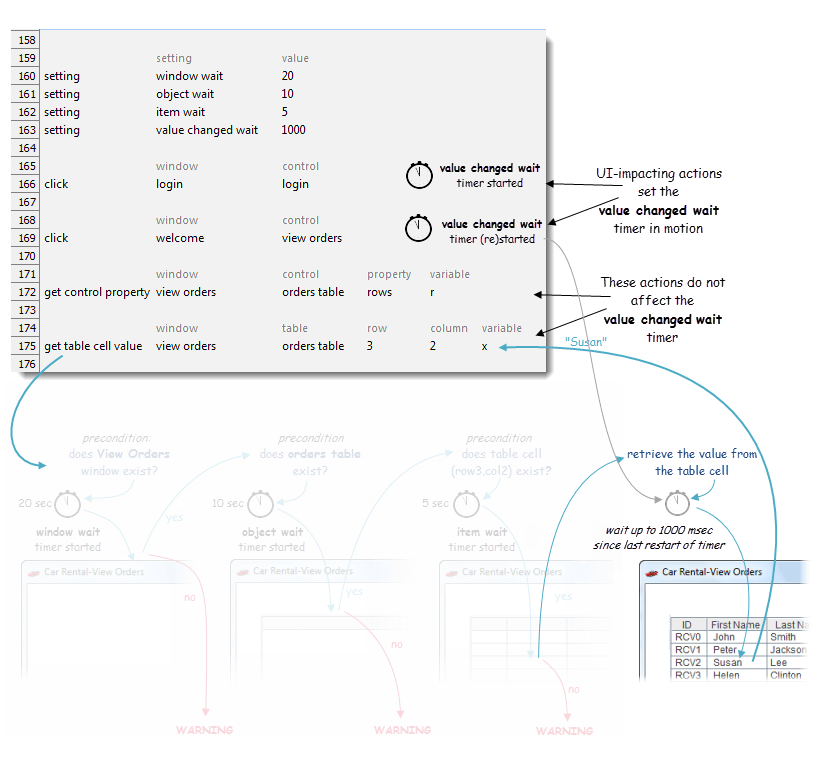 158
159 setting value
160 setting window wait 20
161 setting object wait 10
162 setting item wait 5
163 setting value changed wait 1000
164
165 window control
166 click login login
167
168 window control
169 click welcome view orders
170
171 window control property variable
172 get control property view orders orders table rows r
173
174 window table row column variable
175 get table cell value view orders orders table 3 2 x
176
value changed wait
timer started
value changed wait
timer (re)started
UI-impacting actions
set the
value changed wait
timer in motion
These actions do not
affect the
value changed wait
timer
"Susan"
precondition:
does View Orders
window exist?
20 sec
window wait
timer started
yes
Car Rental-View Orders
no
WARNING
precondition
does orders table
exist?
10 sec
object wait
timer started
Car Rental-View Orders
yes
no
WARNING
precondition
does table cell
(row3,col2) exist?
5 sec
item wait
timer started
Car Rental-View Orders
yes
no
WARNING
retrieve the value from
the table cell
wait up to 1000 msec
since last restart of timer
Car Rental-View Orders
ID First Name Last Na
RCV0 John Smith
RCV1 Peter Jackson
RCV2 Susan Lee
RCV3 Helen Clinton